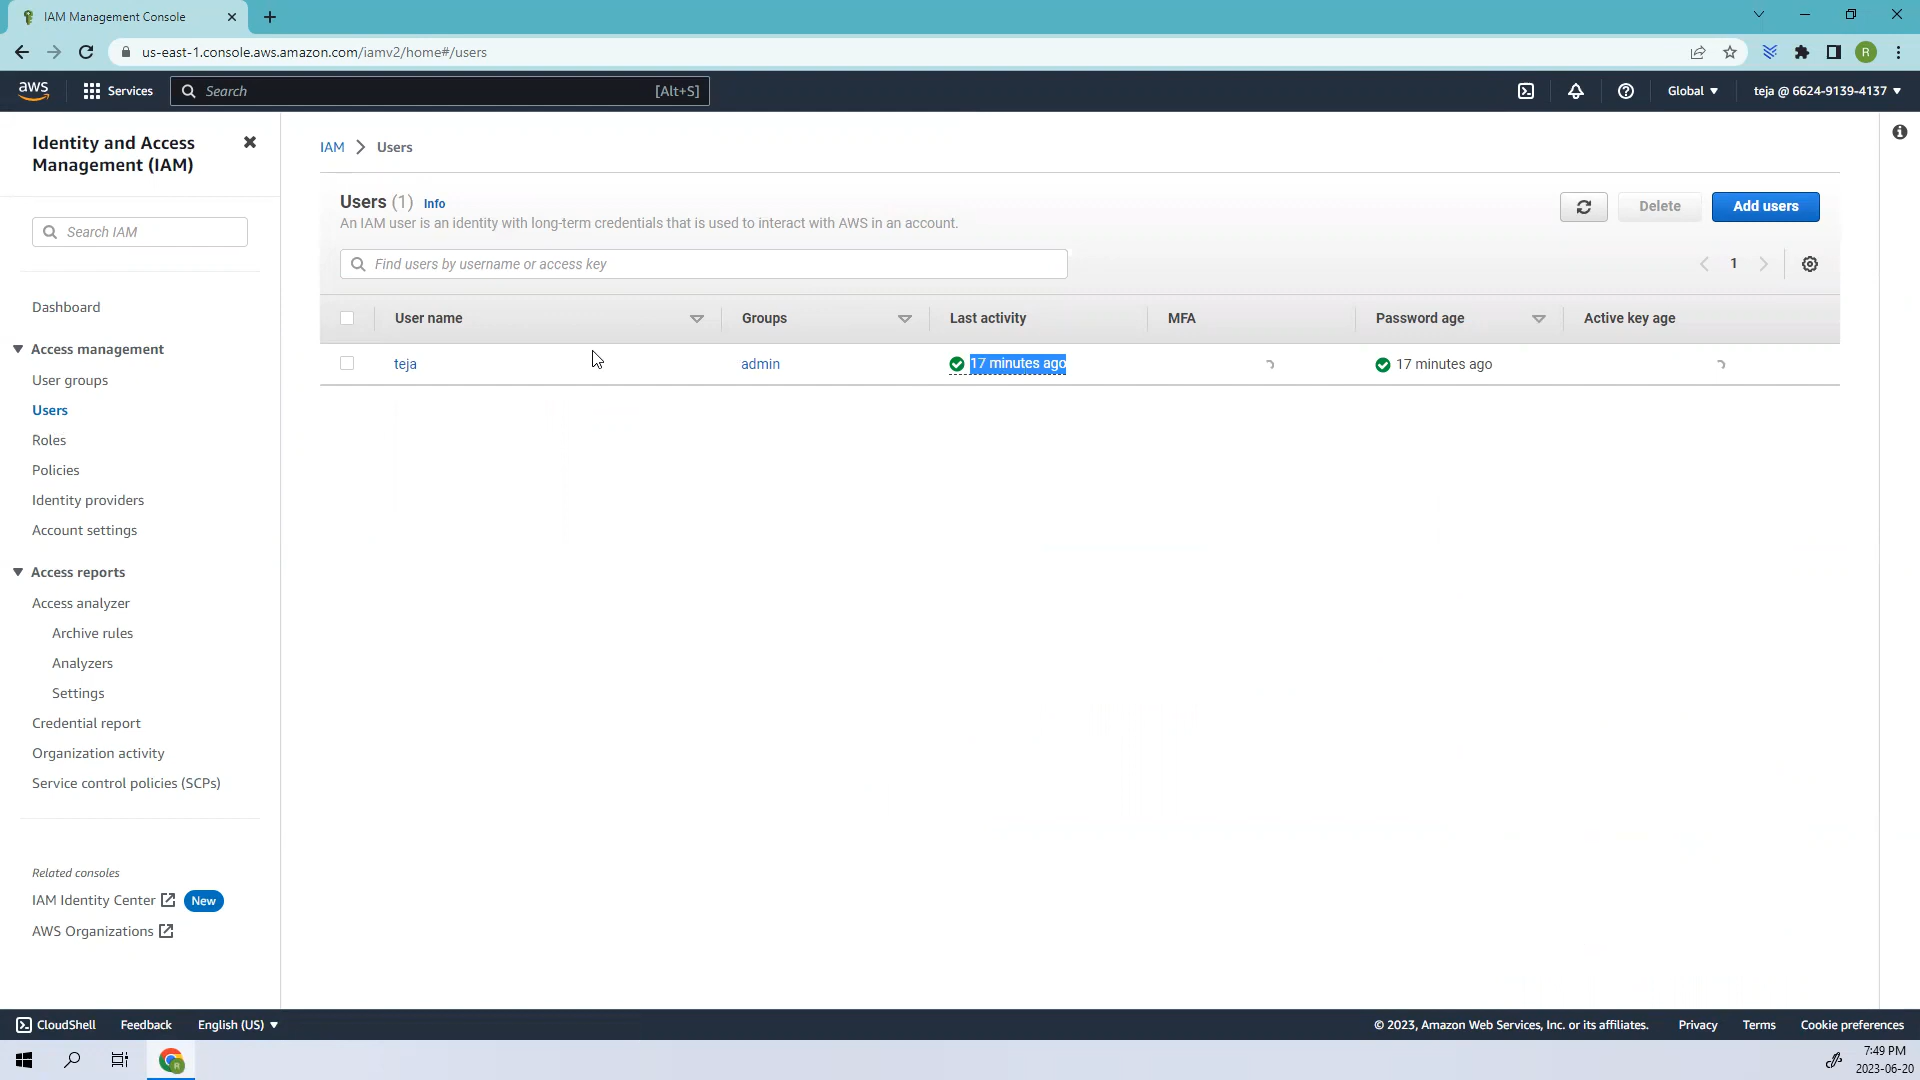 IAM Management Console
us-east-1.console.aws.amazon.com/iamv2/home#/users
R
aws
Services
Search
[Alt+S]
Global
teja @ 6624-9139-4137
Identity and Access
Management (IAM)
Search IAM
Dashboard
Access management
User groups
Users
Roles
Policies
Identity providers
Account settings
Access reports
Access analyzer
Archive rules
Analyzers
Settings
Credential report
Organization activity
Service control policies (SCPs)
Related consoles
IAM Identity Center
New
AWS Organizations
IAM > Users
Users (1) Info
An IAM user is an identity with long-term credentials that is used to interact with AWS in an account.
Delete
Add users
Find users by username or access key
1
User name Groups Last activity MFA Password age Active key age
teja admin 17 minutes ago 17 minutes ago
CloudShell Feedback English (US)
© 2023, Amazon Web Services, Inc. or its affiliates. Privacy Terms Cookie preferences
R
7:49 PM
2023-06-20